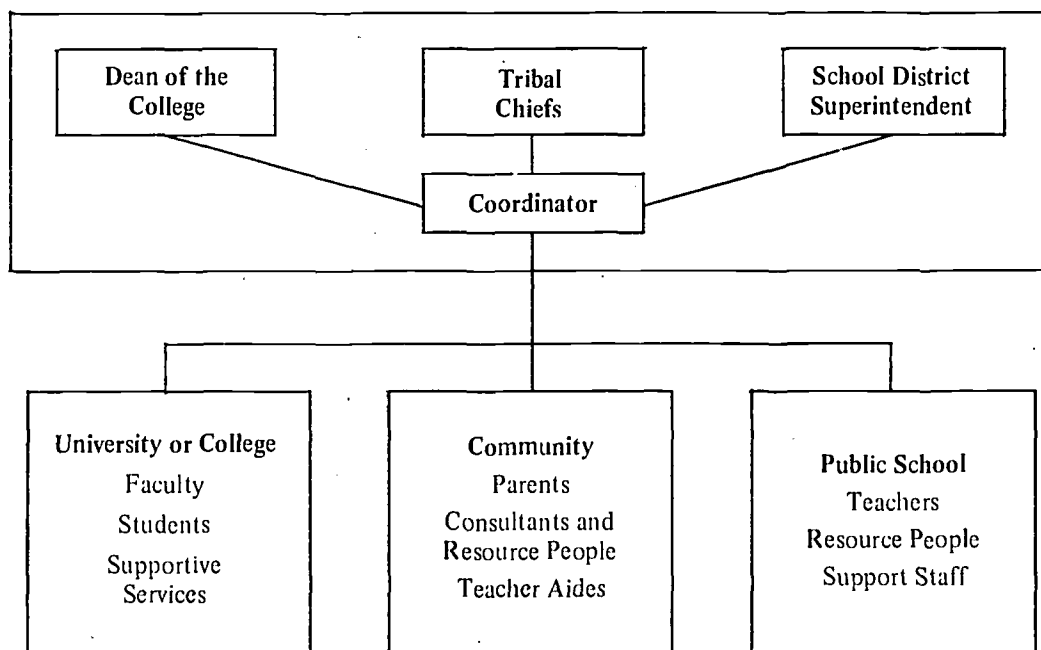 Dean of the
College
Tribal
Chiefs
School District
Superintendent
Coordinator
University or College
Faculty
Students
Supportive
Services
Community
Parents
Consultants and
Resource People
Teacher Aides
Public School
Teachers
Resource People
Support Staff